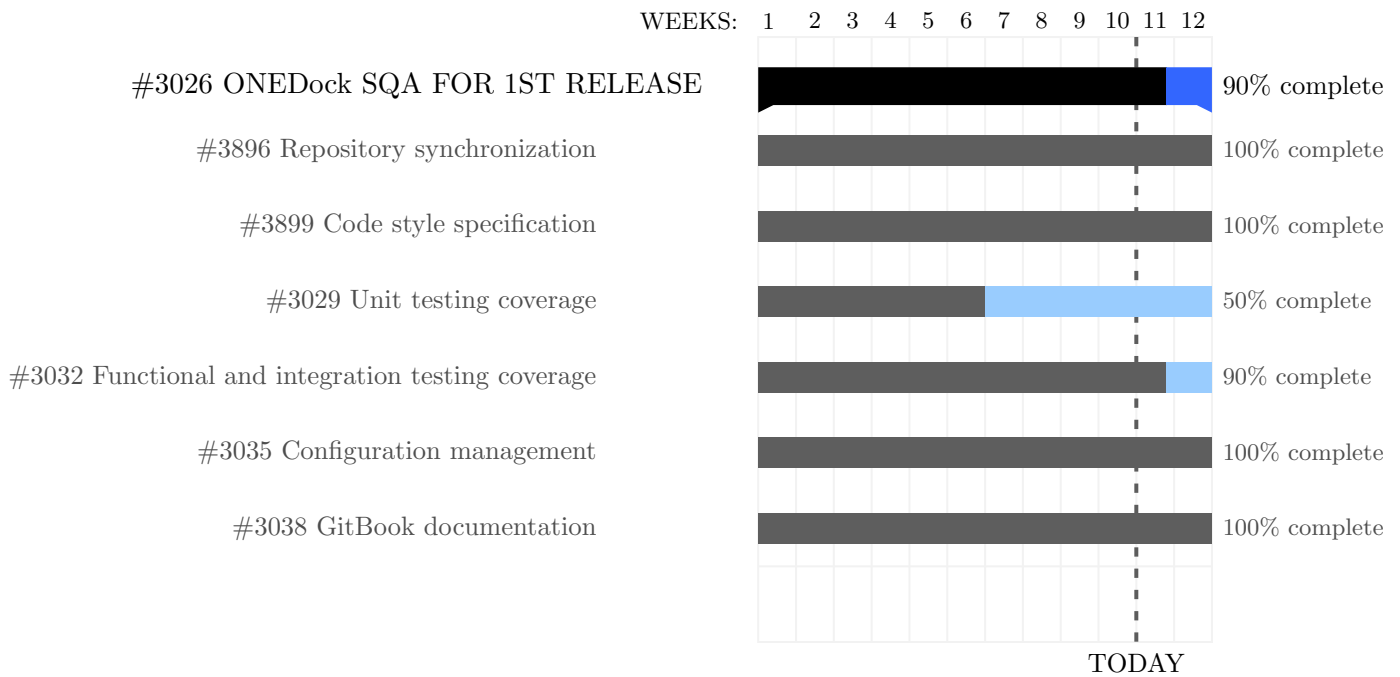 WEEKS: 1 2 3 4 5 6 7 8 9 10 11 12
#3026 ONEDock SQA FOR 1ST RELEASE 90% complete
#3896 Repository synchronization 100% complete
#3899 Code style specification 100% complete
#3029 Unit testing coverage 50% complete
#3032 Functional and integration testing coverage 90% complete
#3035 Configuration management 100% complete
#3038 GitBook documentation 100% complete
TODAY